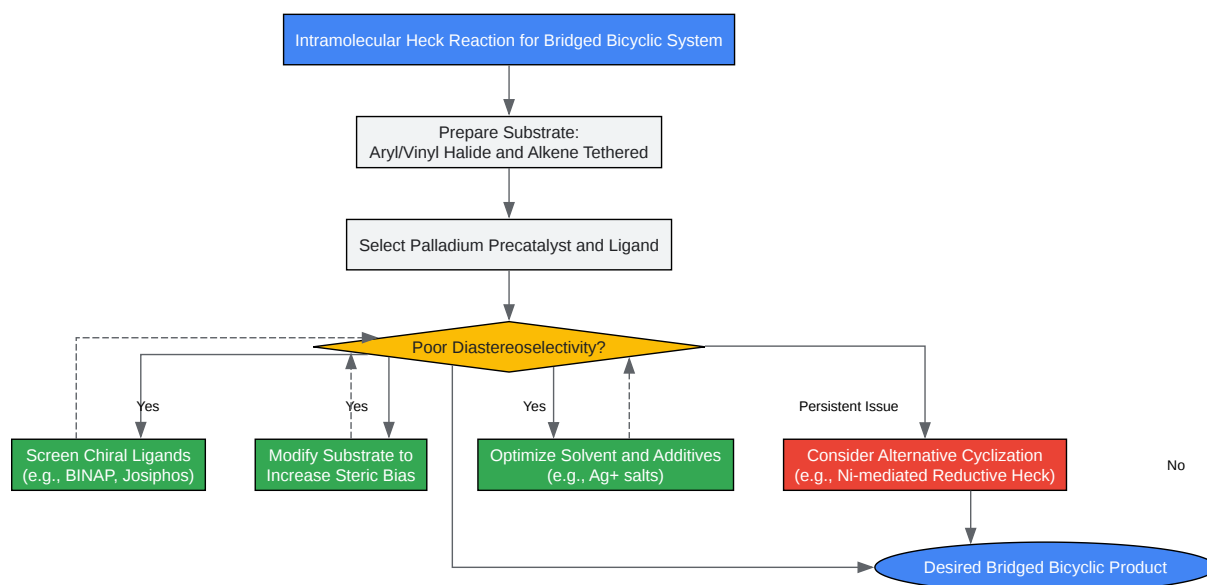 Intramolecular Heck Reaction for Bridged Bicyclic System
Prepare Substrate:
Aryl/Vinyl Halide and Alkene Tethered
Select Palladium Precatalyst and Ligand
Poor Diastereoselectivity?
Yes
Yes
Yes
Persistent Issue
Screen Chiral Ligands
(e.g., BINAP, Josiphos)
Modify Substrate to
Increase Steric Bias
Optimize Solvent and Additives
(e.g., Ag+ salts)
Consider Alternative Cyclization
(e.g., Ni-mediated Reductive Heck)
No
Desired Bridged Bicyclic Product